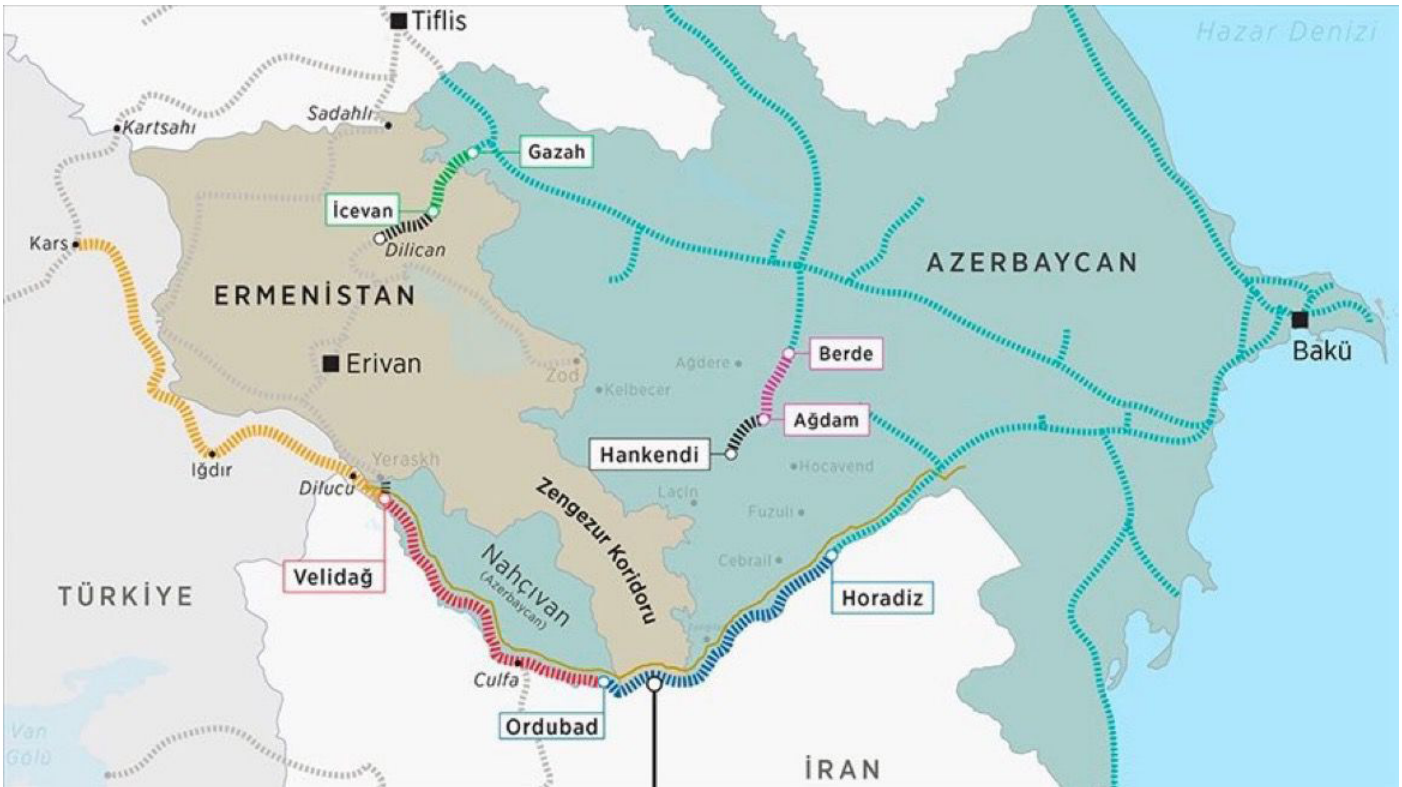 Tiflis
Hazar Denizi
Sadahlı
Kartsahı
Gazah
İcevan
Kars
Dilican
AZERBAYCAN
ERMENİSTAN
Bakü
Erivan
Berde
Ağdere
Zod
Kelbecer
Ağdam
Hankendi
Iğdır
Yeraskh
Hocavend
Dilucu
Laçin
Zengezur Koridoru
Fuzuli
Cebrail
Velidağ
Nahçıvan
(Azerbaycan)
TÜRKİYE
Horadiz
Culfa
Ordubad
Van
Gölü
İRAN